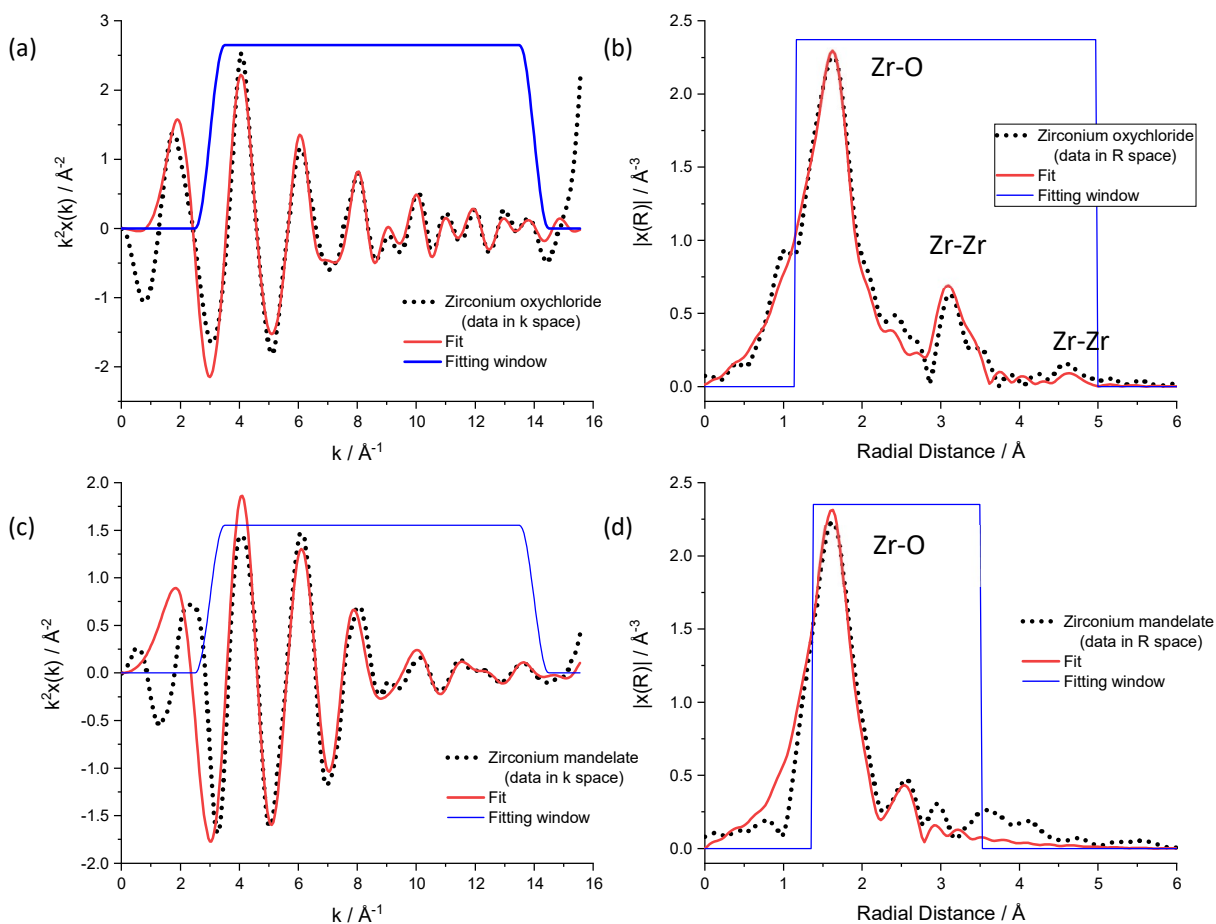 (a)
3
2
1
0
-1
-2
k²x(k) / Å⁻²
0 2 4 6 8 10 12 14 16
k / Å⁻¹
Zirconium oxychloride
(data in k space)
Fit
Fitting window
(b)
2.5
2.0
1.5
1.0
0.5
0.0
|x(R)| / Å⁻³
0 1 2 3 4 5 6
Radial Distance / Å
Zr-O
Zr-Zr
Zr-Zr
Zirconium oxychloride
(data in R space)
Fit
Fitting window
(c)
2.0
1.5
1.0
0.5
0.0
-0.5
-1.0
-1.5
-2.0
k²x(k) / Å⁻²
0 2 4 6 8 10 12 14 16
k / Å⁻¹
Zirconium mandelate
(data in k space)
Fit
Fitting window
(d)
2.5
2.0
1.5
1.0
0.5
0.0
|x(R)| / Å⁻³
0 1 2 3 4 5 6
Radial Distance / Å
Zr-O
Zirconium mandelate
(data in R space)
Fit
Fitting window